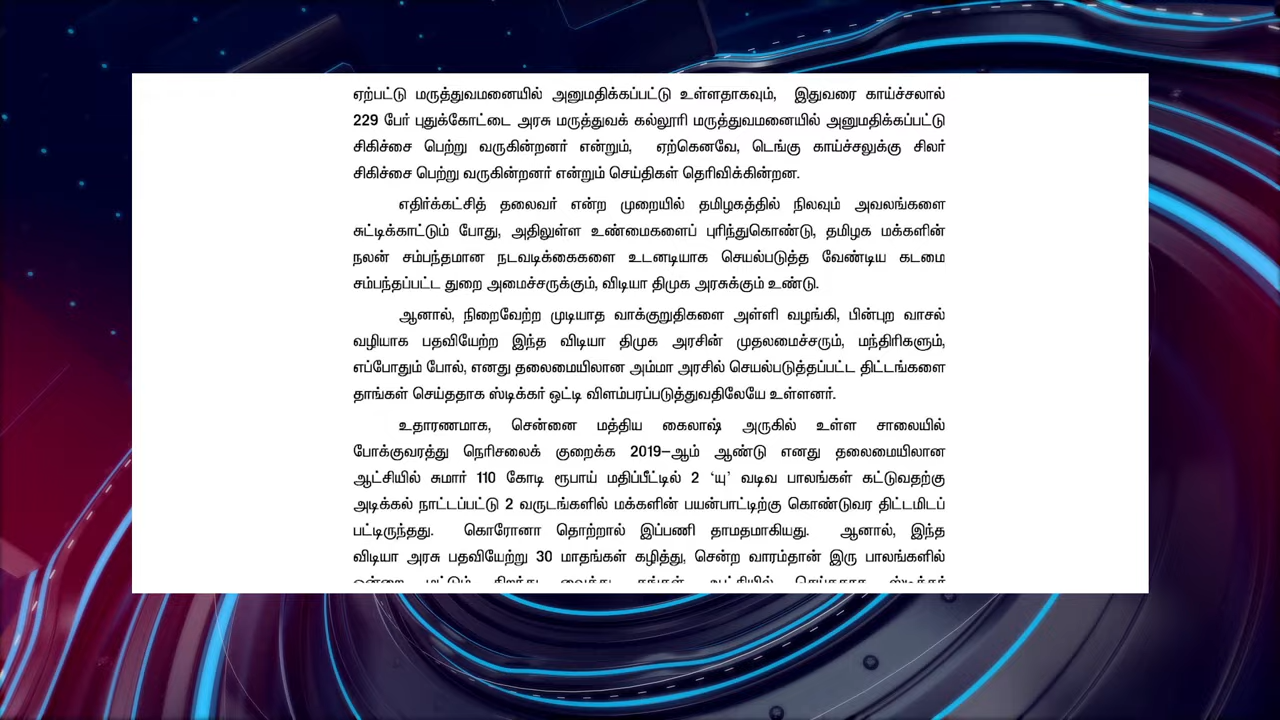 ஏற்பட்டு மருத்துவமனையில் அனுமதிக்கப்பட்டு உள்ளதாகவும், இதுவரை காய்ச்சலால்
229 பேர் புதுக்கோட்டை அரசு மருத்துவக் கல்லூரி மருத்துவமனையில் அனுமதிக்கப்பட்டு
சிகிச்சை பெற்று வருகின்றனர் என்றும், ஏற்கெனவே, டெங்கு காய்ச்சலுக்கு சிலர்
சிகிச்சை பெற்று வருகின்றனர் என்றும் செய்திகள் தெரிவிக்கின்றன.
எதிர்க்கட்சித் தலைவர் என்ற முறையில் தமிழகத்தில் நிலவும் அவலங்களை
சுட்டிக்காட்டும் போது, அதிலுள்ள உண்மைகளைப் புரிந்துகொண்டு, தமிழக மக்களின்
நலன் சம்பந்தமான நடவடிக்கைகளை உடனடியாக செயல்படுத்த வேண்டிய கடமை
சம்பந்தப்பட்ட துறை அமைச்சருக்கும், விடியா திமுக அரசுக்கும் உண்டு.
ஆனால், நிறைவேற்ற முடியாத வாக்குறுதிகளை அள்ளி வழங்கி, பின்புற வாசல்
வழியாக பதவியேற்ற இந்த விடியா திமுக அரசின் முதலமைச்சரும், மந்திரிகளும்,
எப்போதும் போல், எனது தலைமையிலான அம்மா அரசில் செயல்படுத்தப்பட்ட திட்டங்களை
தாங்கள் செய்ததாக ஸ்டிக்கர் ஒட்டி விளம்பரப்படுத்துவதிலேயே உள்ளனர்.
உதாரணமாக, சென்னை மத்திய கைலாஷ் அருகில் உள்ள சாலையில்
போக்குவரத்து நெரிசலைக் குறைக்க 2019–ஆம் ஆண்டு எனது தலைமையிலான
ஆட்சியில் சுமார் 110 கோடி ரூபாய் மதிப்பீட்டில் 2 ‘யு’ வடிவ பாலங்கள் கட்டுவதற்கு
அடிக்கல் நாட்டப்பட்டு 2 வருடங்களில் மக்களின் பயன்பாட்டிற்கு கொண்டுவர திட்டமிடப்
பட்டிருந்தது. கொரோனா தொற்றால் இப்பணி தாமதமாகியது. ஆனால், இந்த
விடியா அரசு பதவியேற்று 30 மாதங்கள் கழித்து, சென்ற வாரம்தான் இரு பாலங்களில்